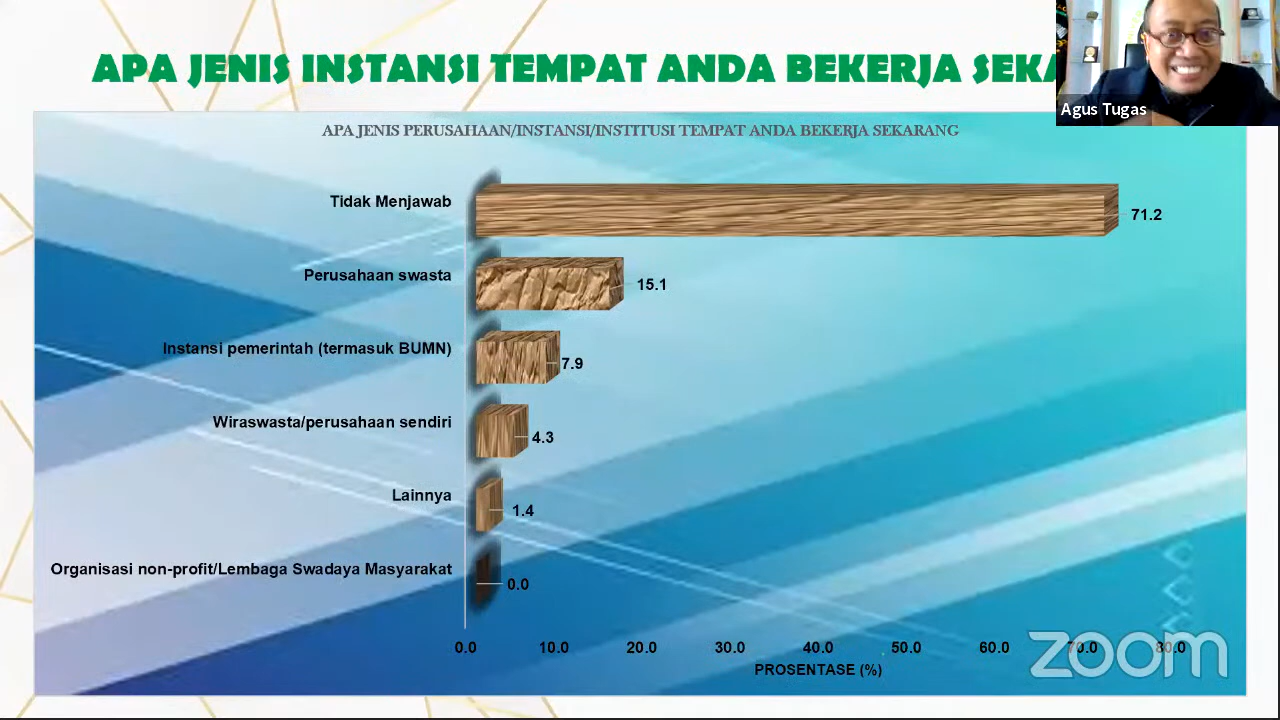 APA JENIS INSTANSI TEMPAT ANDA BEKERJA
Agus Tugas
APA JENIS PERUSAHAAN/INSTANSI/INSTITUSI TEMPAT ANDA BEKERJA SEKARANG
Tidak Menjawab 71.2
Perusahaan swasta 15.1
Instansi pemerintah (termasuk BUMN) 7.9
Wiraswasta/perusahaan sendiri 4.3
Lainnya 1.4
Organisasi non-profit/Lembaga Swadaya Masyarakat 0.0
0.0 10.0 20.0 30.0 40.0 50.0 60.0 70.0 80.0
PROSENTASE (%)
zoom